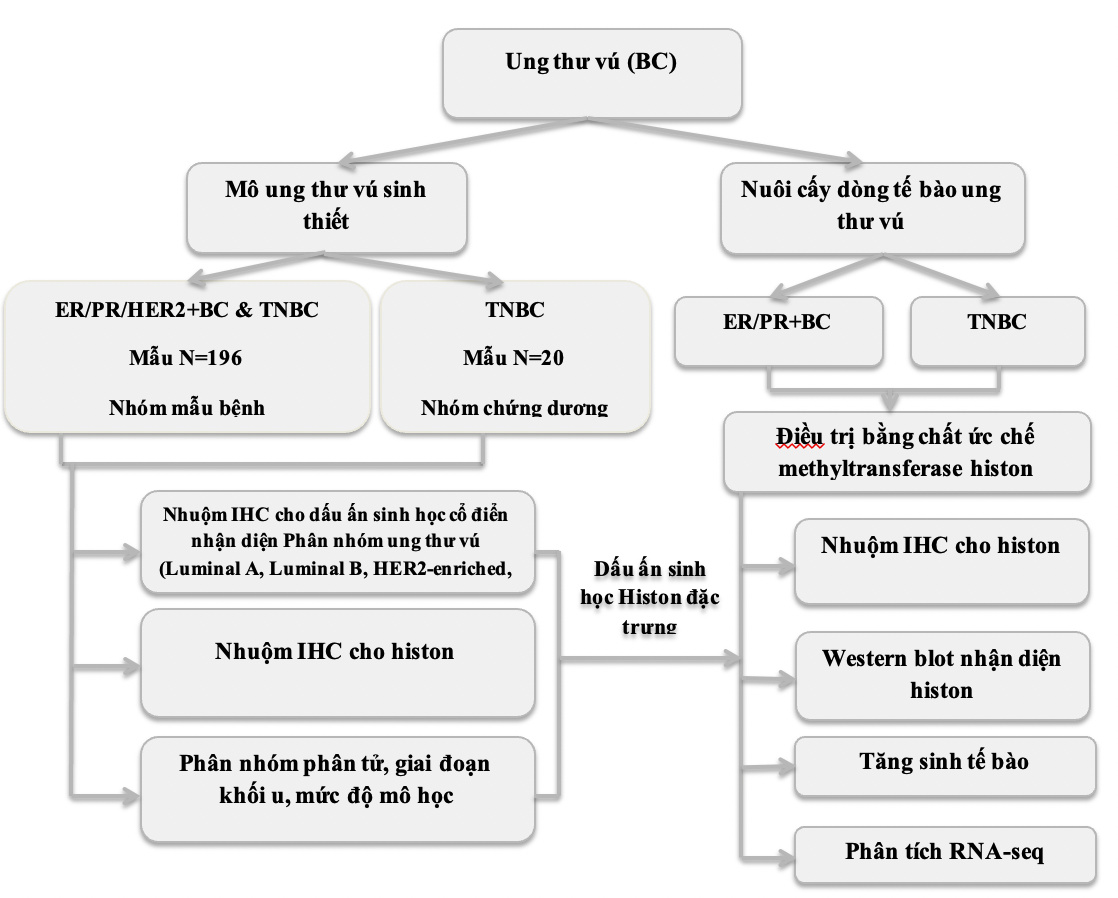 Ung thư vú (BC)
Mô ung thư vú sinh
thiết
Nuôi cấy dòng tế bào ung
thư vú
ER/PR/HER2+BC & TNBC
Mẫu N=196
Nhóm mẫu bệnh
TNBC
Mẫu N=20
Nhóm chứng dương
ER/PR+BC
TNBC
Điều trị bằng chất ức chế
methyltransferase histon
Nhuộm IHC cho dấu ấn sinh học cổ điển
nhận diện Phân nhóm ung thư vú
(Luminal A, Luminal B, HER2-enriched,
Nhuộm IHC cho histon
Phân nhóm phân tử, giai đoạn
khối u, mức độ mô học
Dấu ấn sinh
học Histon đặc
trưng
Nhuộm IHC cho histon
Western blot nhận diện
histon
Tăng sinh tế bào
Phân tích RNA-seq